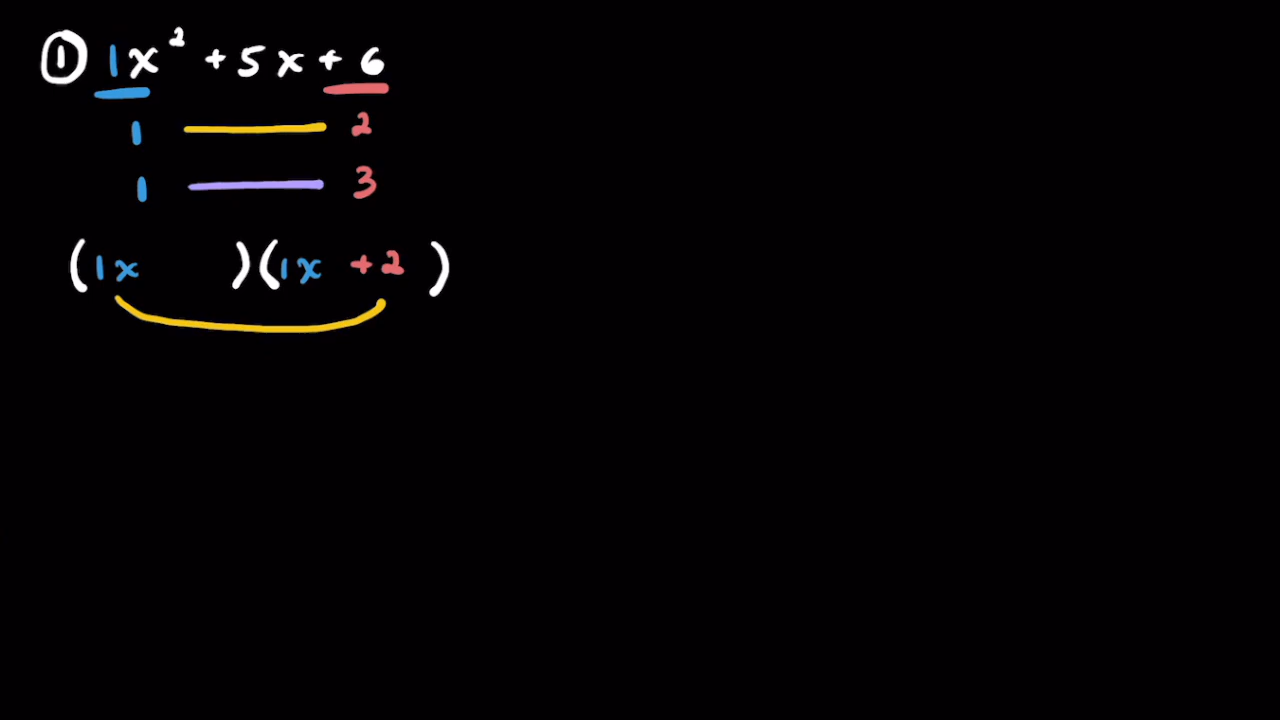 ① 1x² + 5x + 6
1 2
1 3
(1x )(1x + 2 )